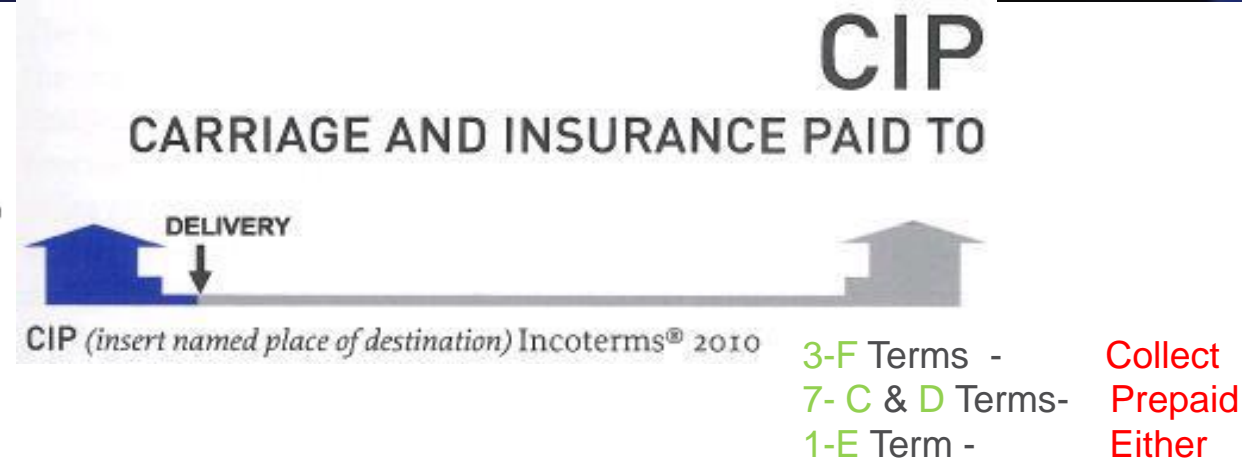 CIP
CARRIAGE AND INSURANCE PAID TO
DELIVERY
CIP (insert named place of destination) Incoterms® 2010
3-F Terms - Collect
7- C & D Terms- Prepaid
1-E Term - Either